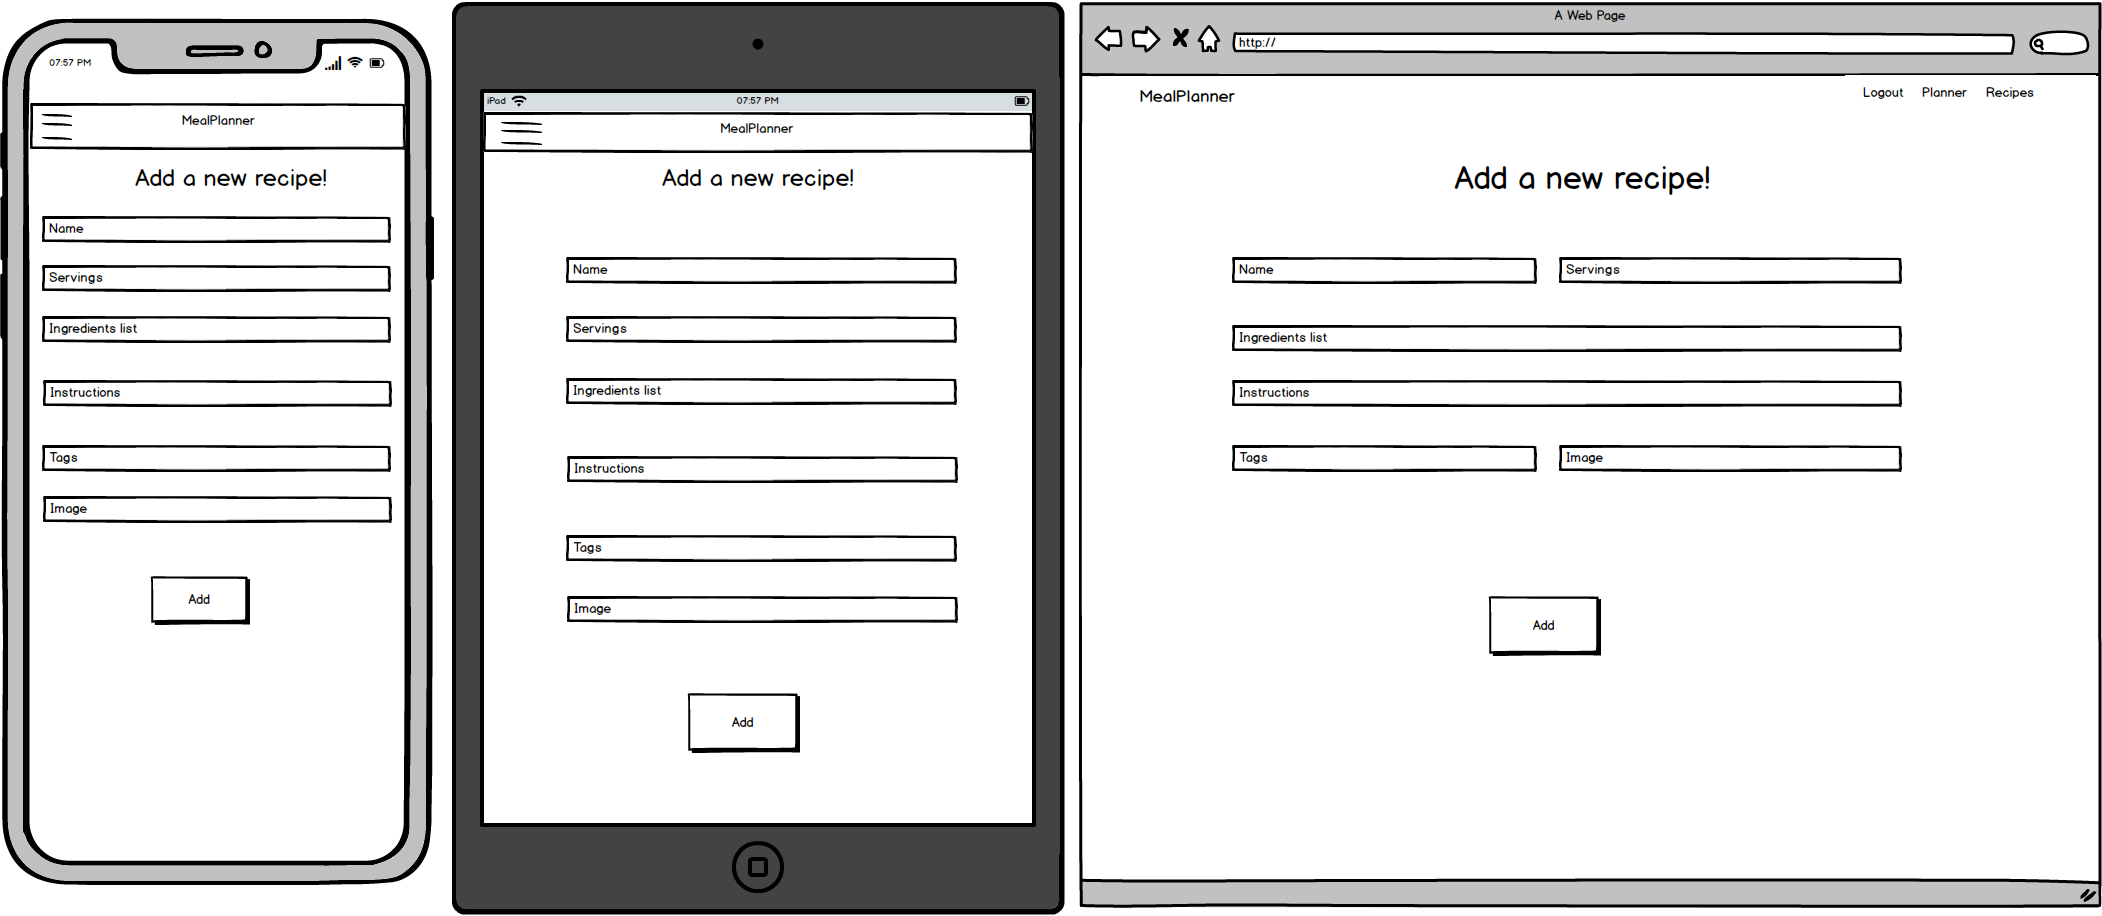 07:57 PM
MealPlanner
Add a new recipe!
Name
Servings
Ingredients list
Instructions
Tags
Image
Add
iPad
07:57 PM
MealPlanner
Add a new recipe!
Name
Servings
Ingredients list
Instructions
Tags
Image
Add
A Web Page
http://
MealPlanner
Logout Planner Recipes
Add a new recipe!
Name Servings
Ingredients list
Instructions
Tags Image
Add